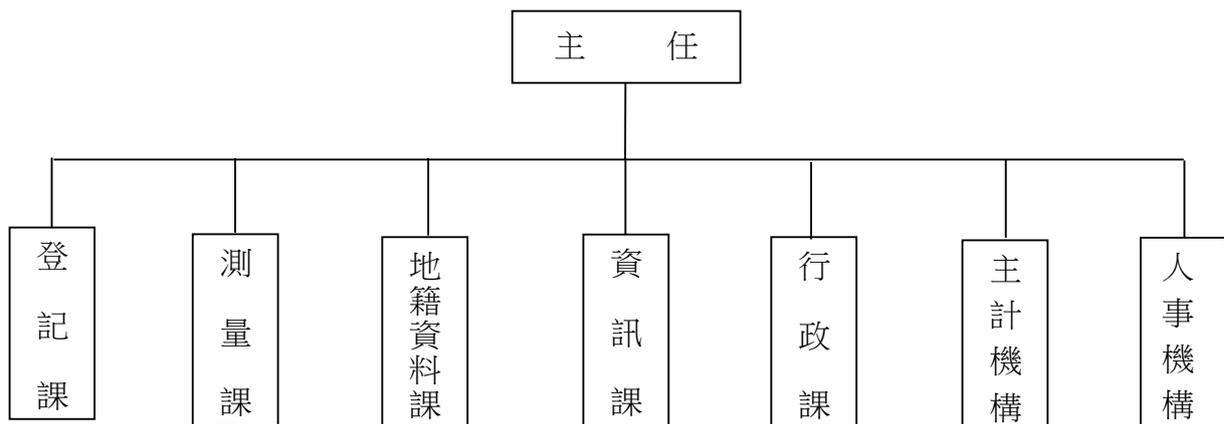 主 任
登記課
測量課
地籍資料課
資訊課
行政課
主計機構
人事機構